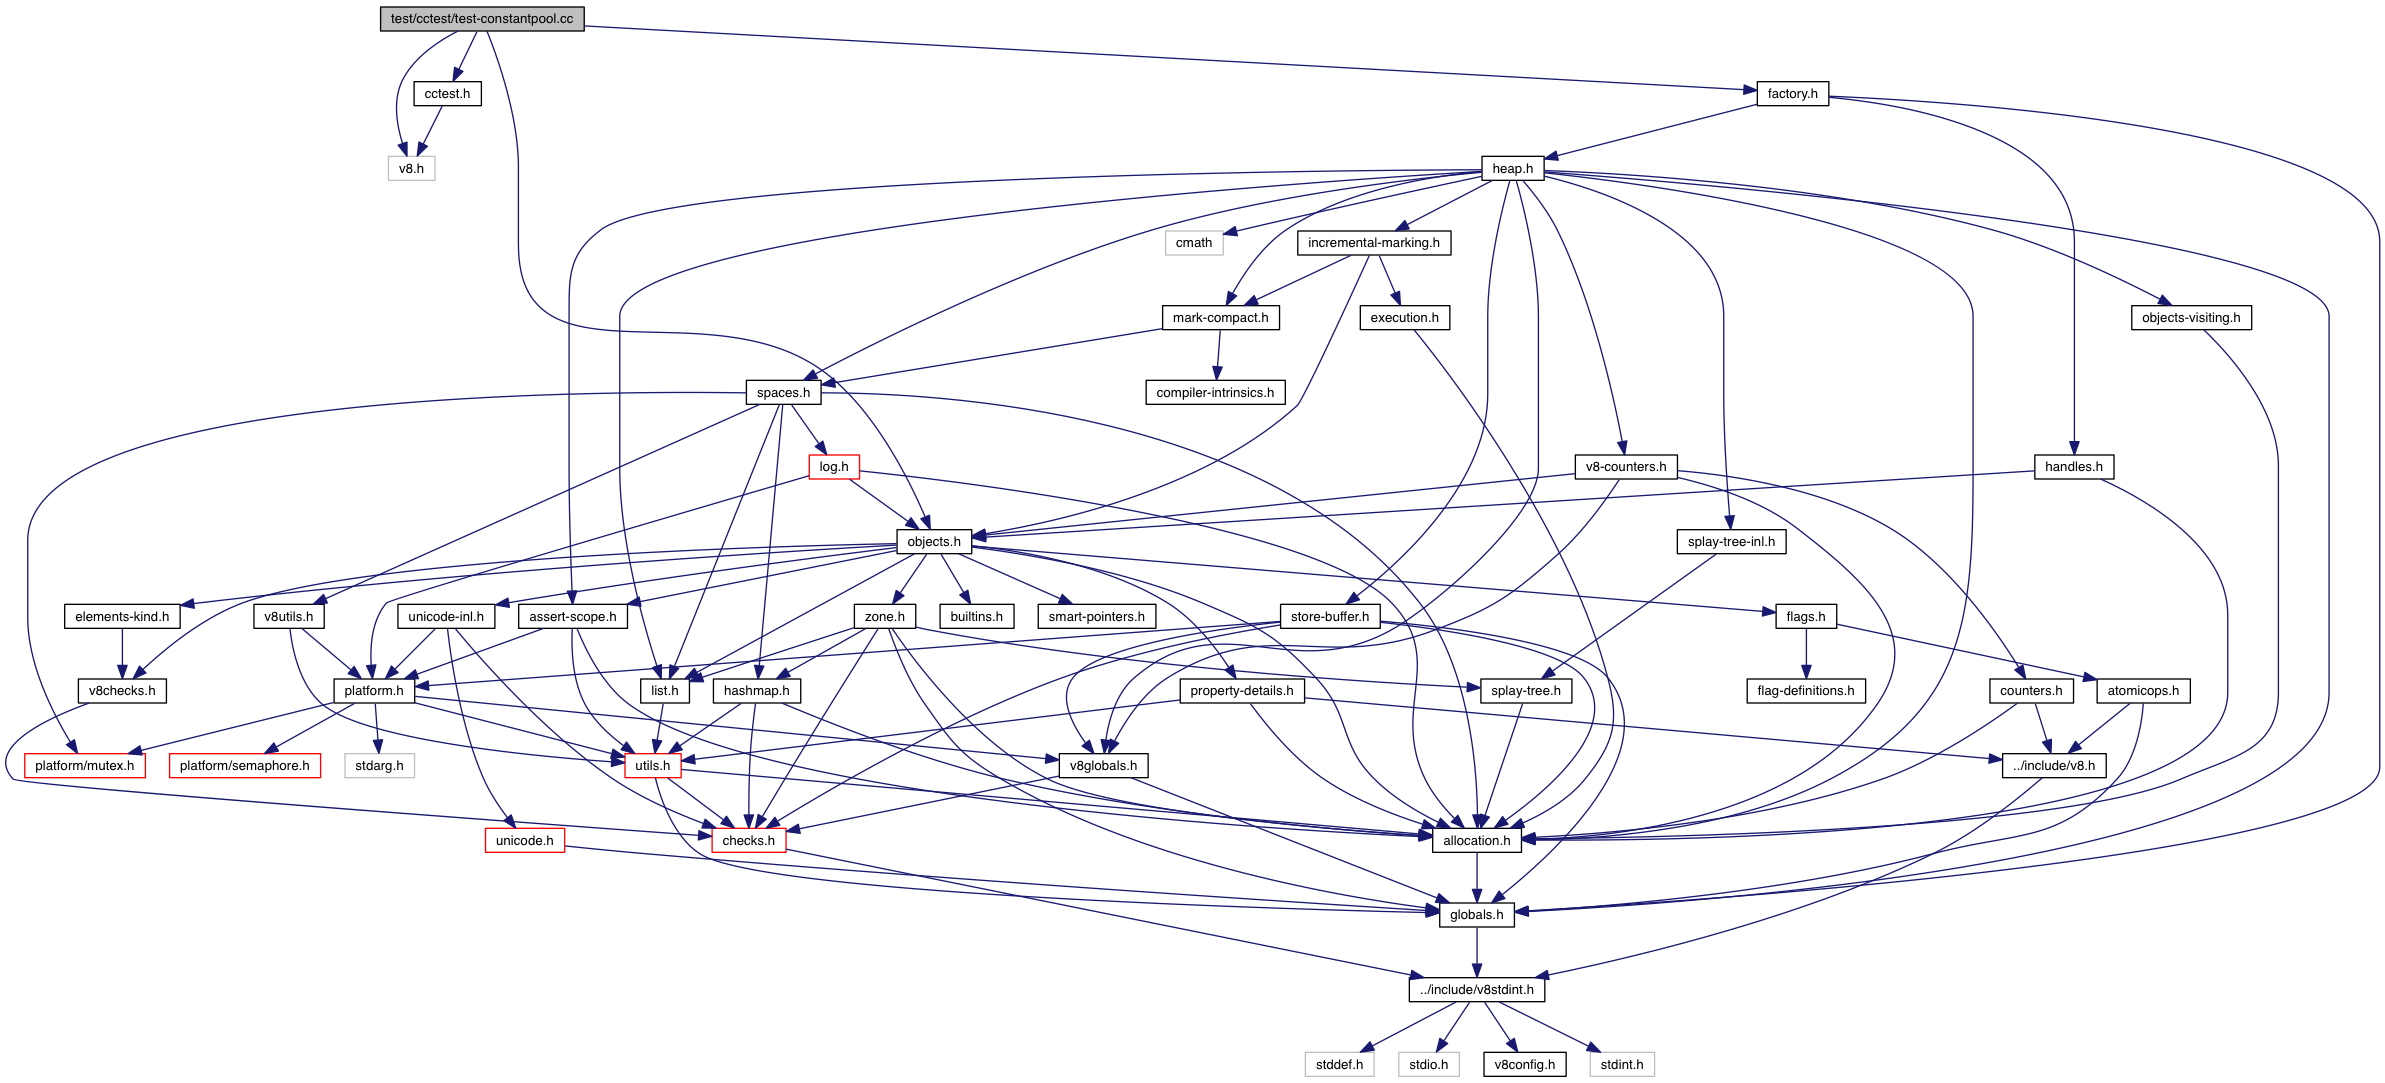 test/cctest/test-constantpool.cc
cctest.h
factory.h
v8.h
heap.h
cmath
incremental-marking.h
mark-compact.h
execution.h
objects-visiting.h
spaces.h
compiler-intrinsics.h
log.h
v8-counters.h
handles.h
objects.h
splay-tree-inl.h
elements-kind.h
v8utils.h
unicode-inl.h
assert-scope.h
zone.h
builtins.h
smart-pointers.h
store-buffer.h
flags.h
v8checks.h
platform.h
list.h
hashmap.h
property-details.h
splay-tree.h
flag-definitions.h
counters.h
atomicops.h
platform/mutex.h
platform/semaphore.h
stdarg.h
utils.h
v8globals.h
../include/v8.h
unicode.h
checks.h
allocation.h
globals.h
../include/v8stdint.h
stddef.h
stdio.h
v8config.h
stdint.h